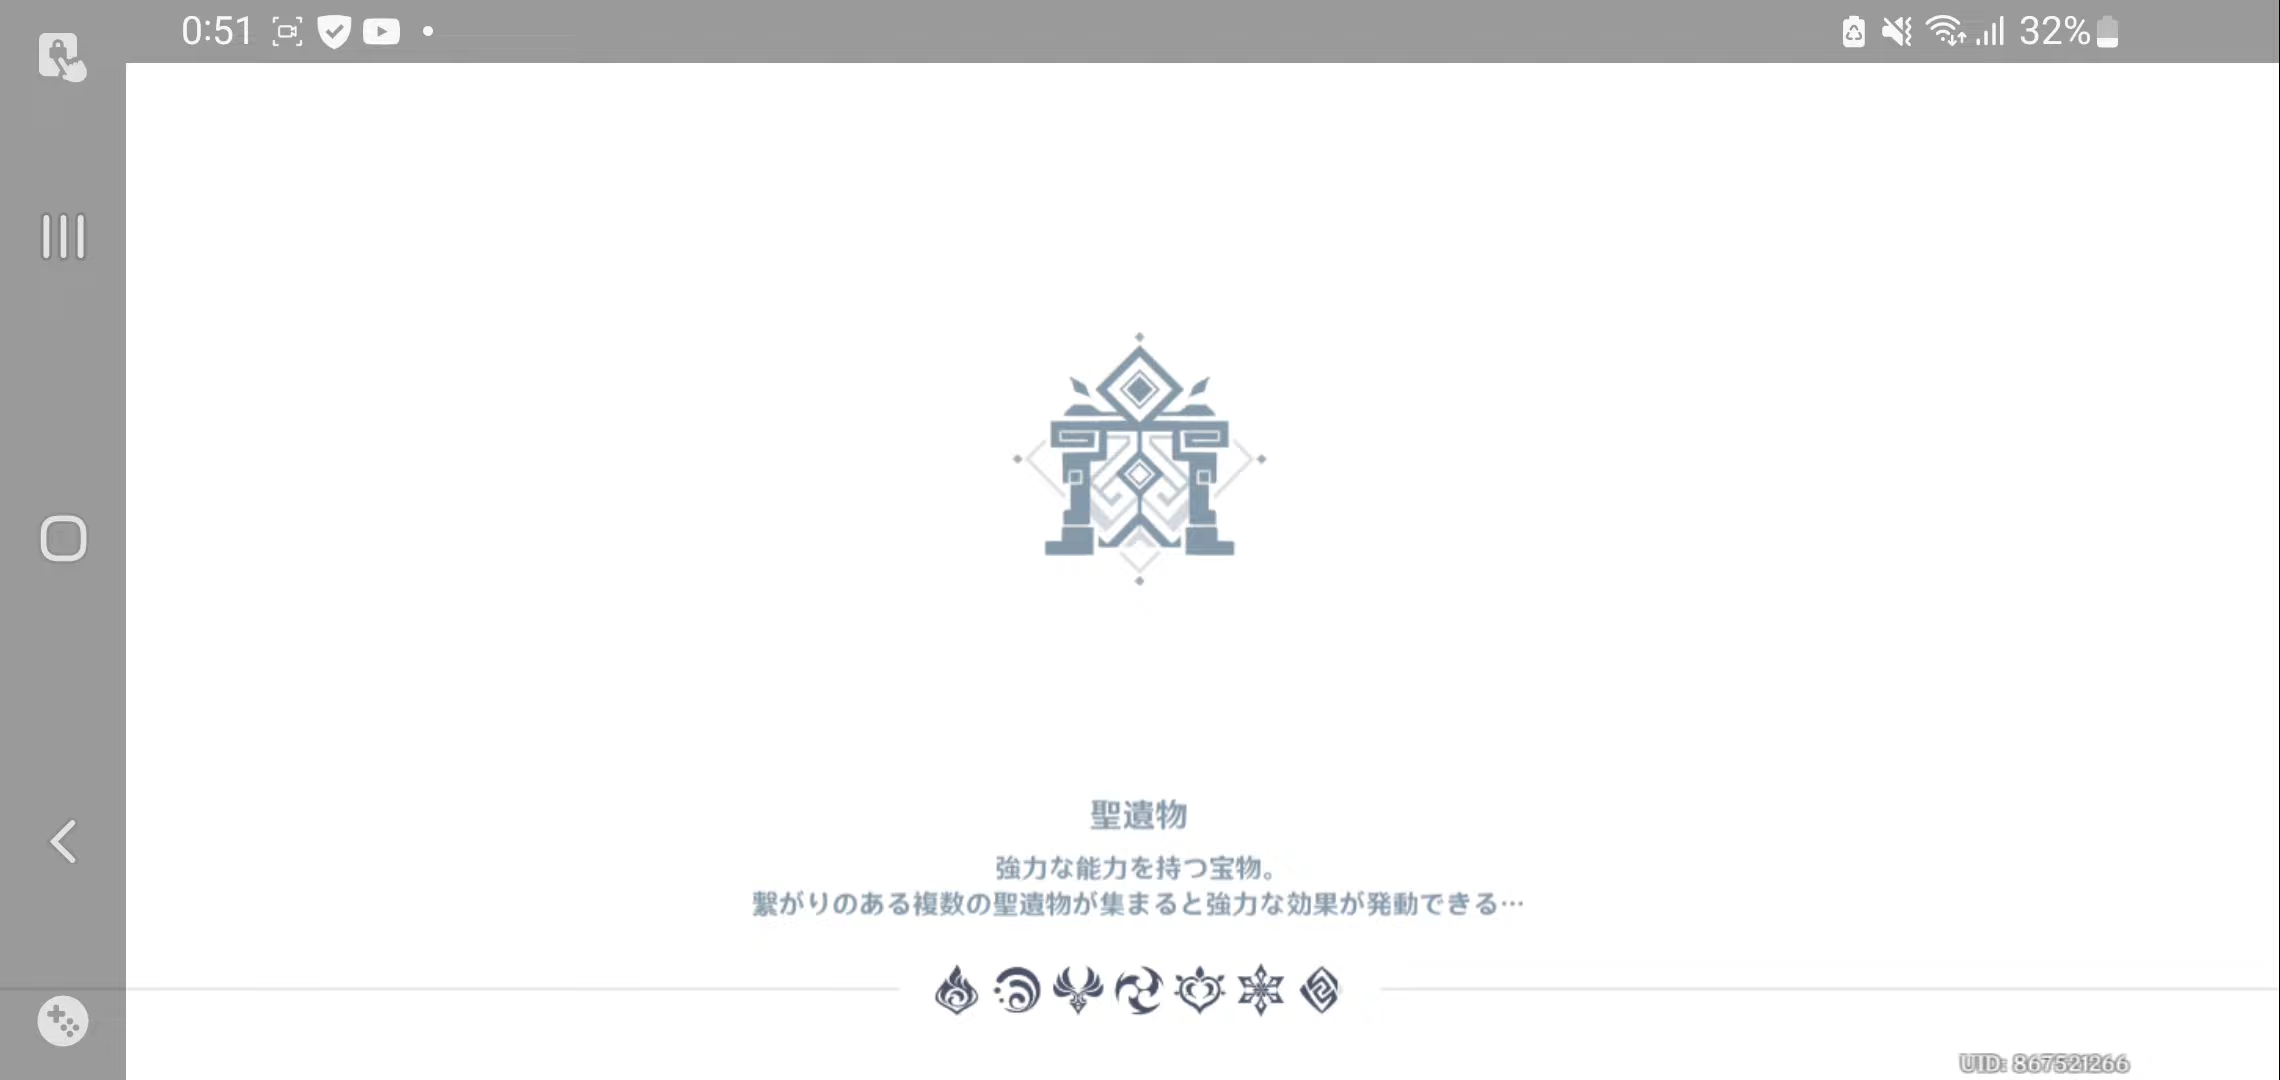 0:51
32%
聖遺物
強力な能力を持つ宝物。
繋がりのある複数の聖遺物が集まると強力な効果が発動できる…
UID: 867521266